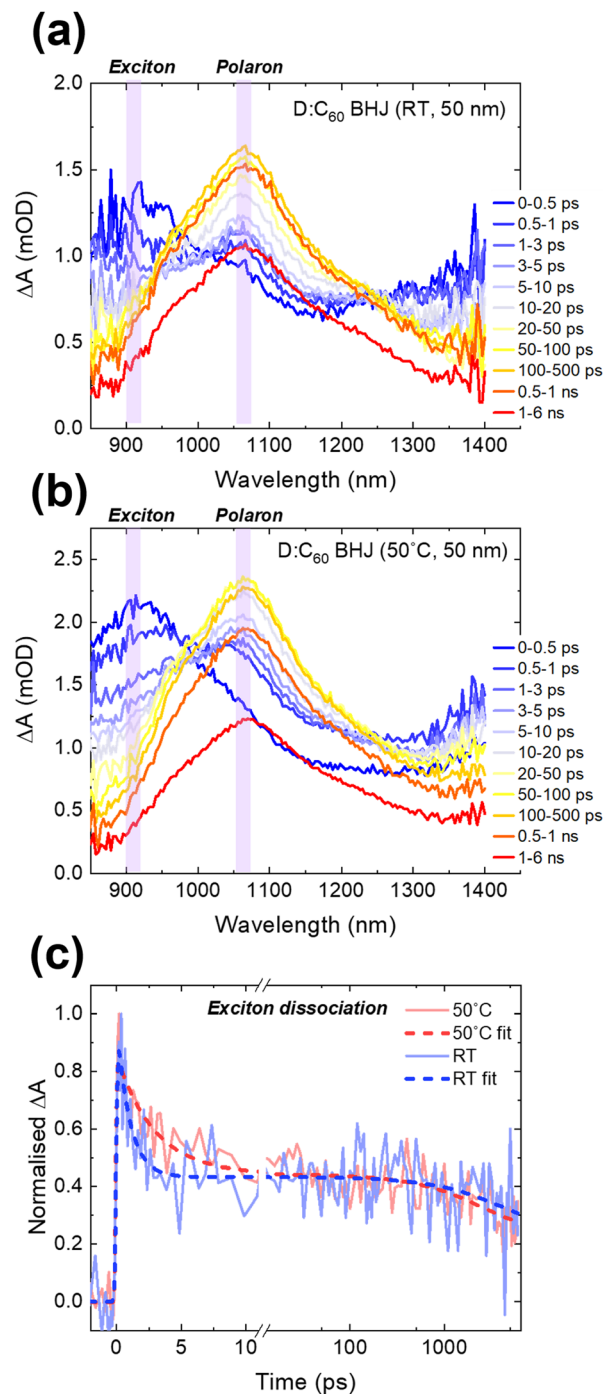 (a)
Exciton Polaron
D:C₆₀ BHJ (RT, 50 nm)
2.0
1.5
1.0
0.5
0.0
ΔA (mOD)
0-0.5 ps
0.5-1 ps
1-3 ps
3-5 ps
5-10 ps
10-20 ps
20-50 ps
50-100 ps
100-500 ps
0.5-1 ns
1-6 ns
900 1000 1100 1200 1300 1400
Wavelength (nm)
(b)
Exciton Polaron
D:C₆₀ BHJ (50˚C, 50 nm)
2.5
2.0
1.5
1.0
0.5
0.0
ΔA (mOD)
0-0.5 ps
0.5-1 ps
1-3 ps
3-5 ps
5-10 ps
10-20 ps
20-50 ps
50-100 ps
100-500 ps
0.5-1 ns
1-6 ns
900 1000 1100 1200 1300 1400
Wavelength (nm)
(c)
Exciton dissociation
50˚C
50˚C fit
RT
RT fit
1.0
0.8
0.6
0.4
0.2
0.0
Normalised ΔA
0 5 10 100 1000
Time (ps)